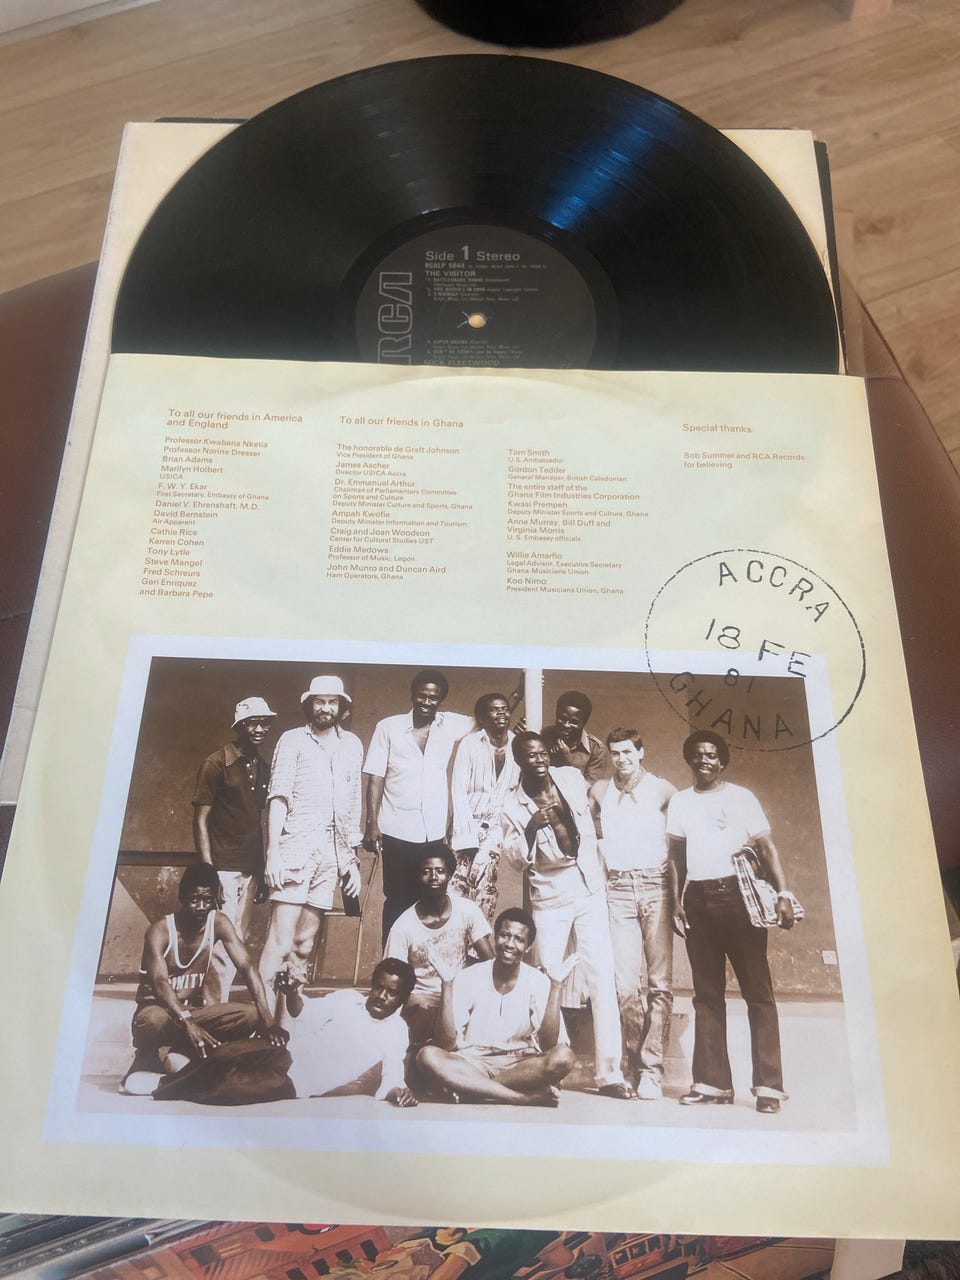 Side 1 Stereo
RCALP 5044
THE VISITOR
RCA
MICK FLEETWOOD
To all our friends in America
and England
Professor Kwabena Nketia
Professor Norine Dresser
Brian Adams
Marilyn Holbert
USICA
F. W. Y. Ekar
First Secretary, Embassy of Ghana
Daniel V. Ehrenshaft, M.D.
David Bernstein
Air Apparent
Cathie Rice
Kerren Cohen
Tony Lytle
Steve Mangel
Fred Schreurs
Geri Enriquez
and Barbara Pepe
To all our friends in Ghana
The honorable de Graft Johnson
Vice President of Ghana
James Ascher
Director USICA Accra
Dr. Emmanuel Arthur
Chairman of Parliamentary Committee
on Sports and Culture
Deputy Minister Culture and Sports, Ghana
Ampah Kwofie
Deputy Minister Information and Tourism
Craig and Joan Woodson
Center for Cultural Studies UST
Eddie Medows
Professor of Music, Legon
John Munro and Duncan Aird
Ham Operators, Ghana
Tom Smith
U.S. Ambassador
Gordon Tedder
General Manager, British Caledonian
The entire staff of the
Ghana Film Industries Corporation
Kwasi Prempeh
Deputy Minister Sports and Culture, Ghana
Anne Murray, Bill Duff and
Virginia Morris
U.S. Embassy officials
Willie Amarfio
Legal Advisor, Executive Secretary
Ghana Musicians Union
Koo Nimo
President Musicians Union, Ghana
Special thanks
Bob Summer and RCA Records
for believing
ACCRA
18 FE
81
GHANA